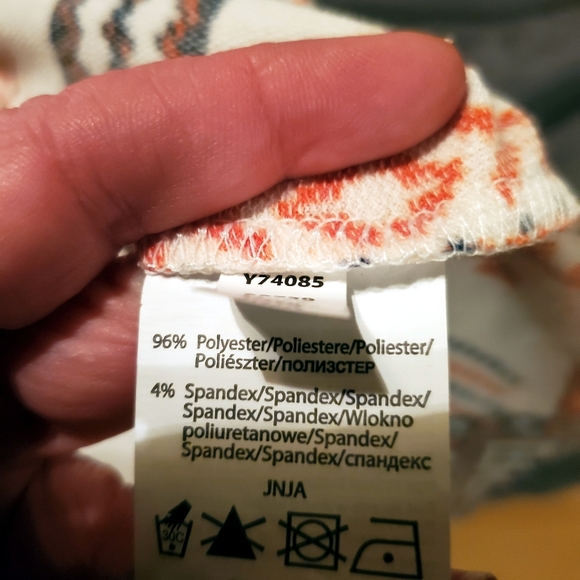 Y74085
96% Polyester/Poliestere/Poliester/
Poliészter/ПОЛИЭСТЕР
4% Spandex/Spandex/Spandex/
Spandex/Spandex/Wlokno
poliuretanowe/Spandex/
Spandex/Spandex/спандекс
JNJA
30C